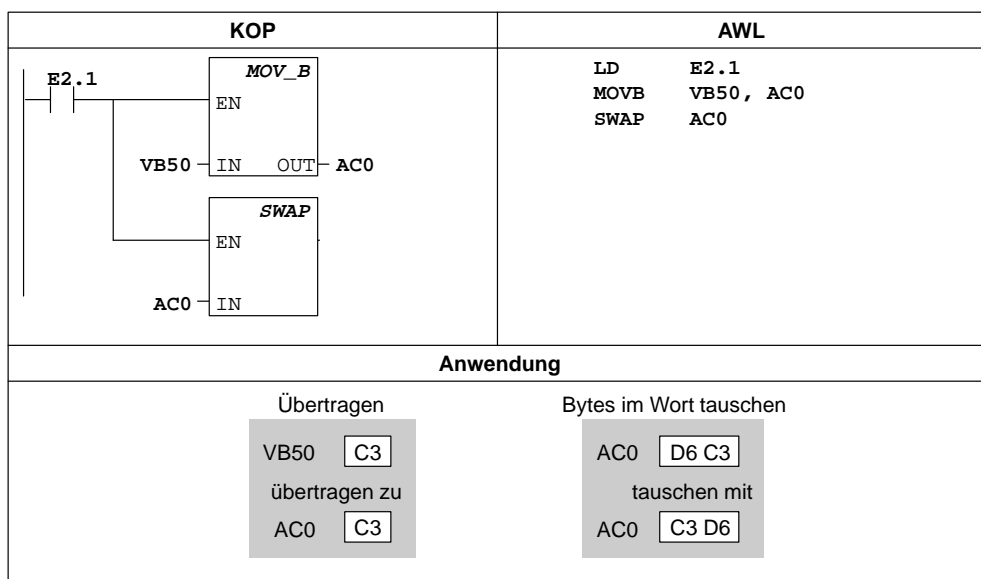 KOP
AWL
E2.1
MOV_B
EN
VB50 IN OUT AC0
SWAP
EN
AC0 IN
LD E2.1
MOVB VB50, AC0
SWAP AC0
Anwendung
Übertragen
VB50 C3
übertragen zu
AC0 C3
Bytes im Wort tauschen
AC0 D6 C3
tauschen mit
AC0 C3 D6